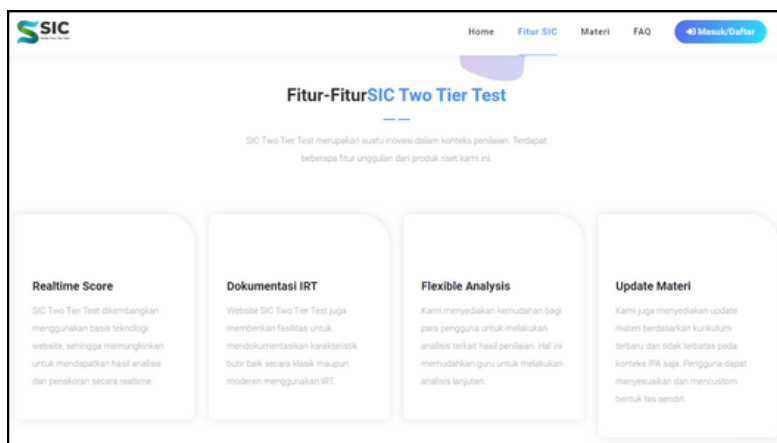 SIC
Home Fitur SIC Materi FAQ Masuk/Daftar
Fitur-FiturSIC Two Tier Test
SIC Two Tier Test merupakan suatu inovasi dalam konteks penilaian. Terdapat
beberapa fitur unggulan dari produk riset kami ini.
Realtime Score
SIC Two Tier Test dikembangkan
menggunakan basis teknologi
website, sehingga memungkinkan
untuk mendapatkan hasil analisis
dan penskoran secara realtime.
Dokumentasi IRT
Website SIC Two Tier Test juga
memberikan fasilitas untuk
mendokumentasikan karakteristik
butir baik secara klasik maupun
moderen menggunakan IRT.
Flexible Analysis
Kami menyediakan kemudahan bagi
para pengguna untuk melakukan
analisis terkait hasil penilaian. Hal ini
memudahkan guru untuk melakukan
analisis lanjutan.
Update Materi
Kami juga menyediakan update
materi berdasarkan kurikulum
terbaru dan tidak terbatas pada
konteks IPA saja. Pengguna dapat
menyesuaikan dan mencustom
bentuk tes sendiri.